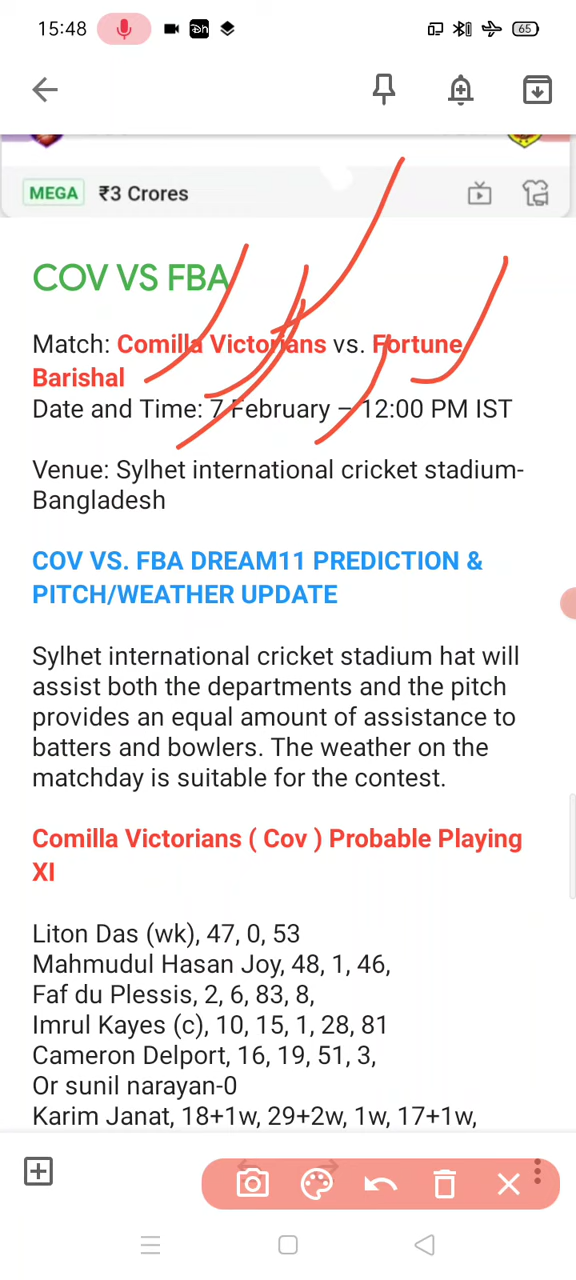 15:48
Dh
65
MEGA ₹3 Crores
COV VS FBA
Match: Comilla Victorians vs. Fortune
Barishal
Date and Time: 7 February – 12:00 PM IST
Venue: Sylhet international cricket stadium-
Bangladesh
COV VS. FBA DREAM11 PREDICTION &
PITCH/WEATHER UPDATE
Sylhet international cricket stadium hat will
assist both the departments and the pitch
provides an equal amount of assistance to
batters and bowlers. The weather on the
matchday is suitable for the contest.
Comilla Victorians ( Cov ) Probable Playing
XI
Liton Das (wk), 47, 0, 53
Mahmudul Hasan Joy, 48, 1, 46,
Faf du Plessis, 2, 6, 83, 8,
Imrul Kayes (c), 10, 15, 1, 28, 81
Cameron Delport, 16, 19, 51, 3,
Or sunil narayan-0
Karim Janat, 18+1w, 29+2w, 1w, 17+1w,